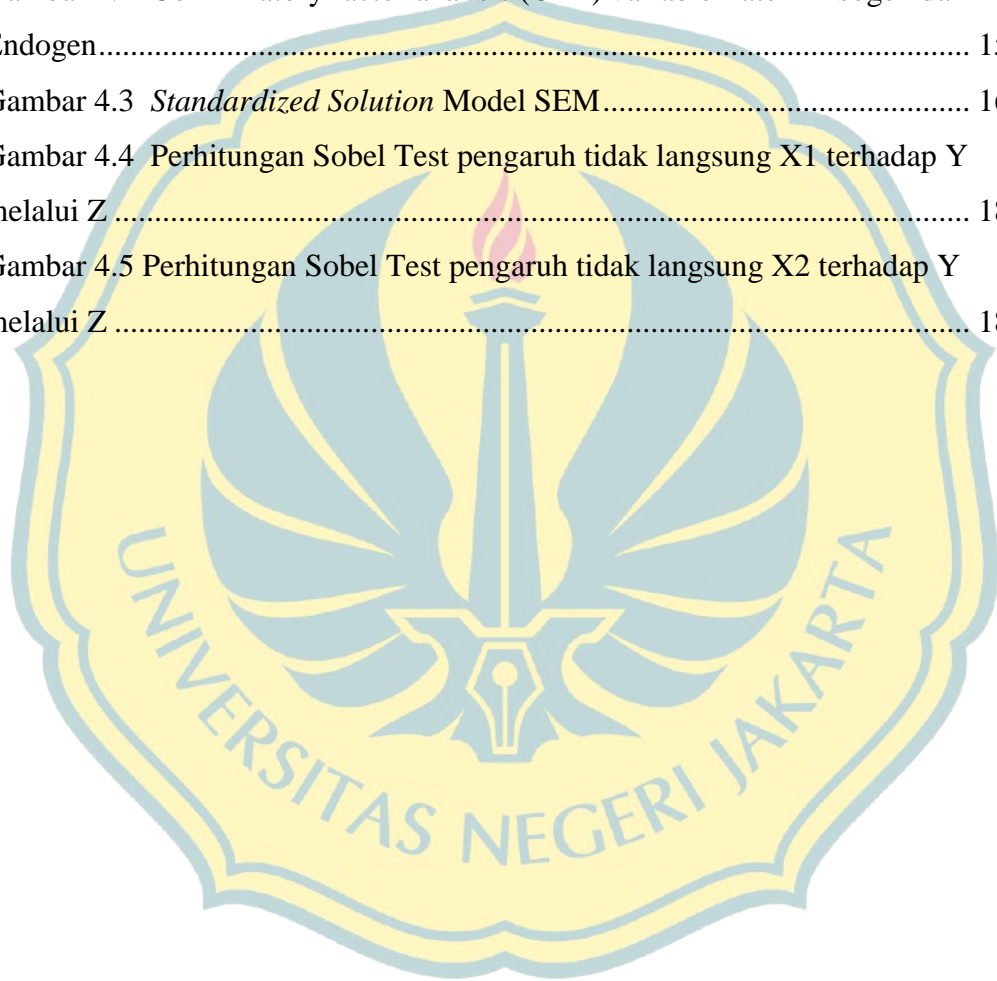 Endogen
Gambar 4.3 Standardized Solution Model SEM
Gambar 4.4 Perhitungan Sobel Test pengaruh tidak langsung X1 terhadap Y
melalui Z
Gambar 4.5 Perhitungan Sobel Test pengaruh tidak langsung X2 terhadap Y
melalui Z
UNIVERSITAS NEGERI JAKARTA